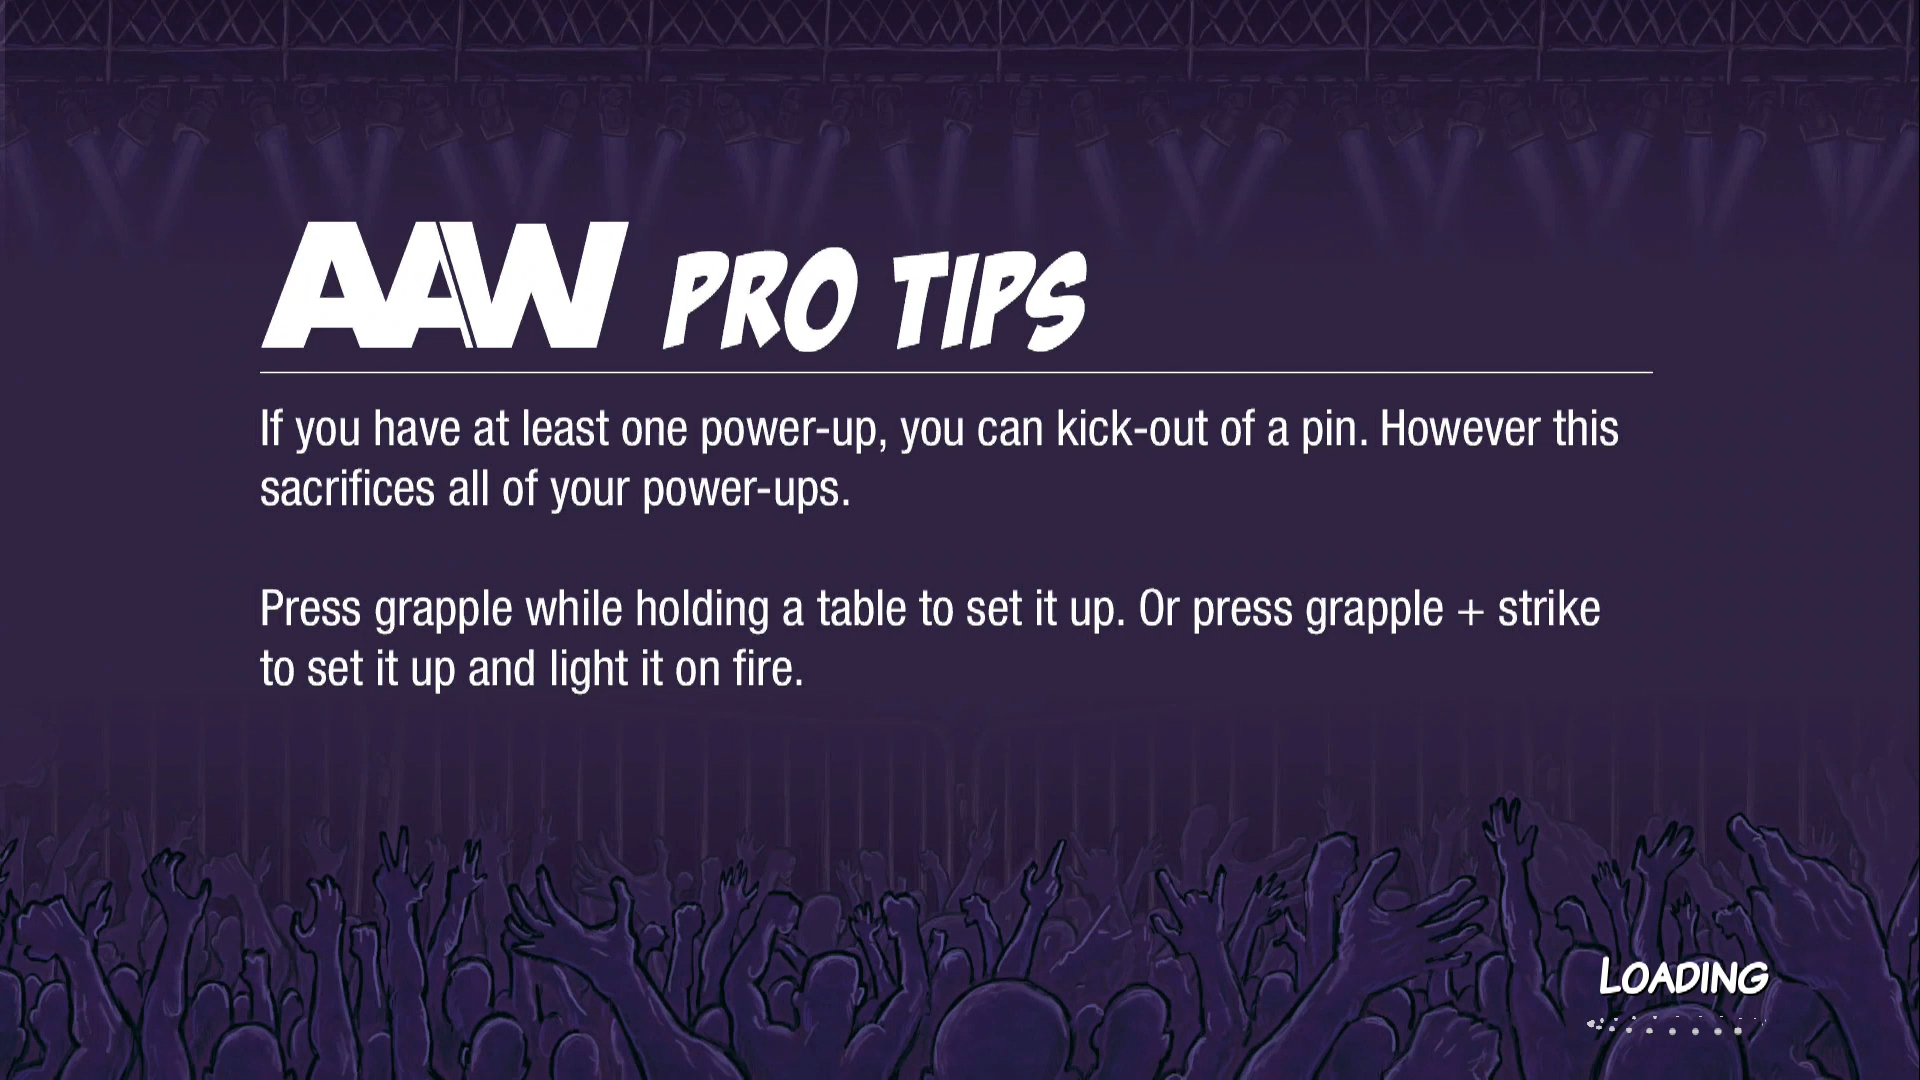 AAW PRO TIPS
If you have at least one power-up, you can kick-out of a pin. However this
sacrifices all of your power-ups.
Press grapple while holding a table to set it up. Or press grapple + strike
to set it up and light it on fire.
LOADING